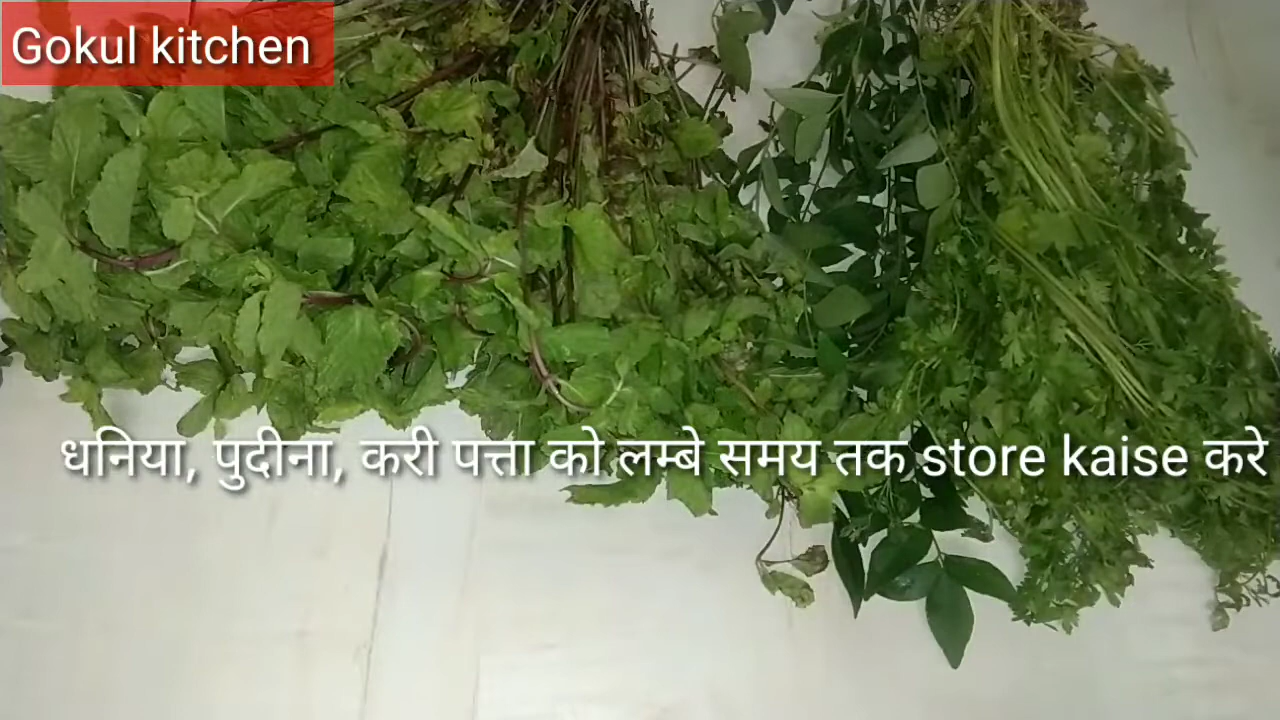 Gokul kitchen
धनिया, पुदीना, करी पत्ता को लम्बे समय तक store kaise करे